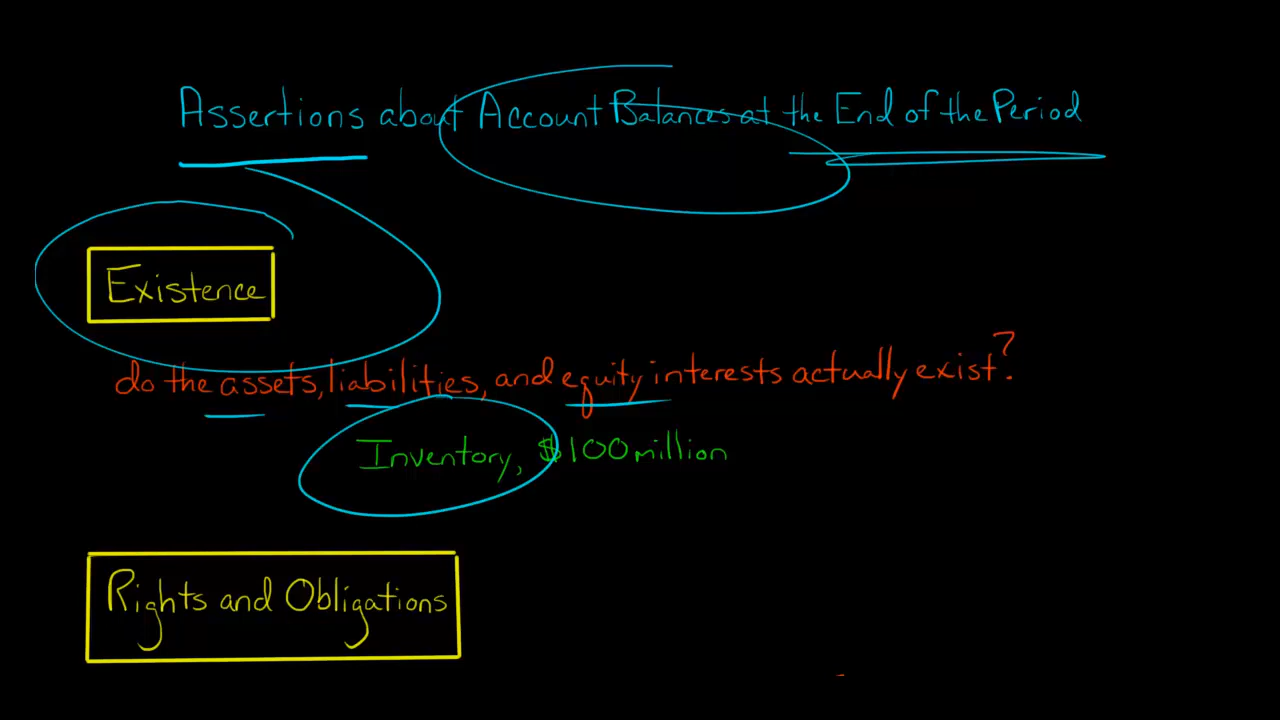 Assertions about Account Balances at the End of the Period
Existence
do the assets, liabilities, and equity interests actually exist?
Inventory, $100 million
Rights and Obligations